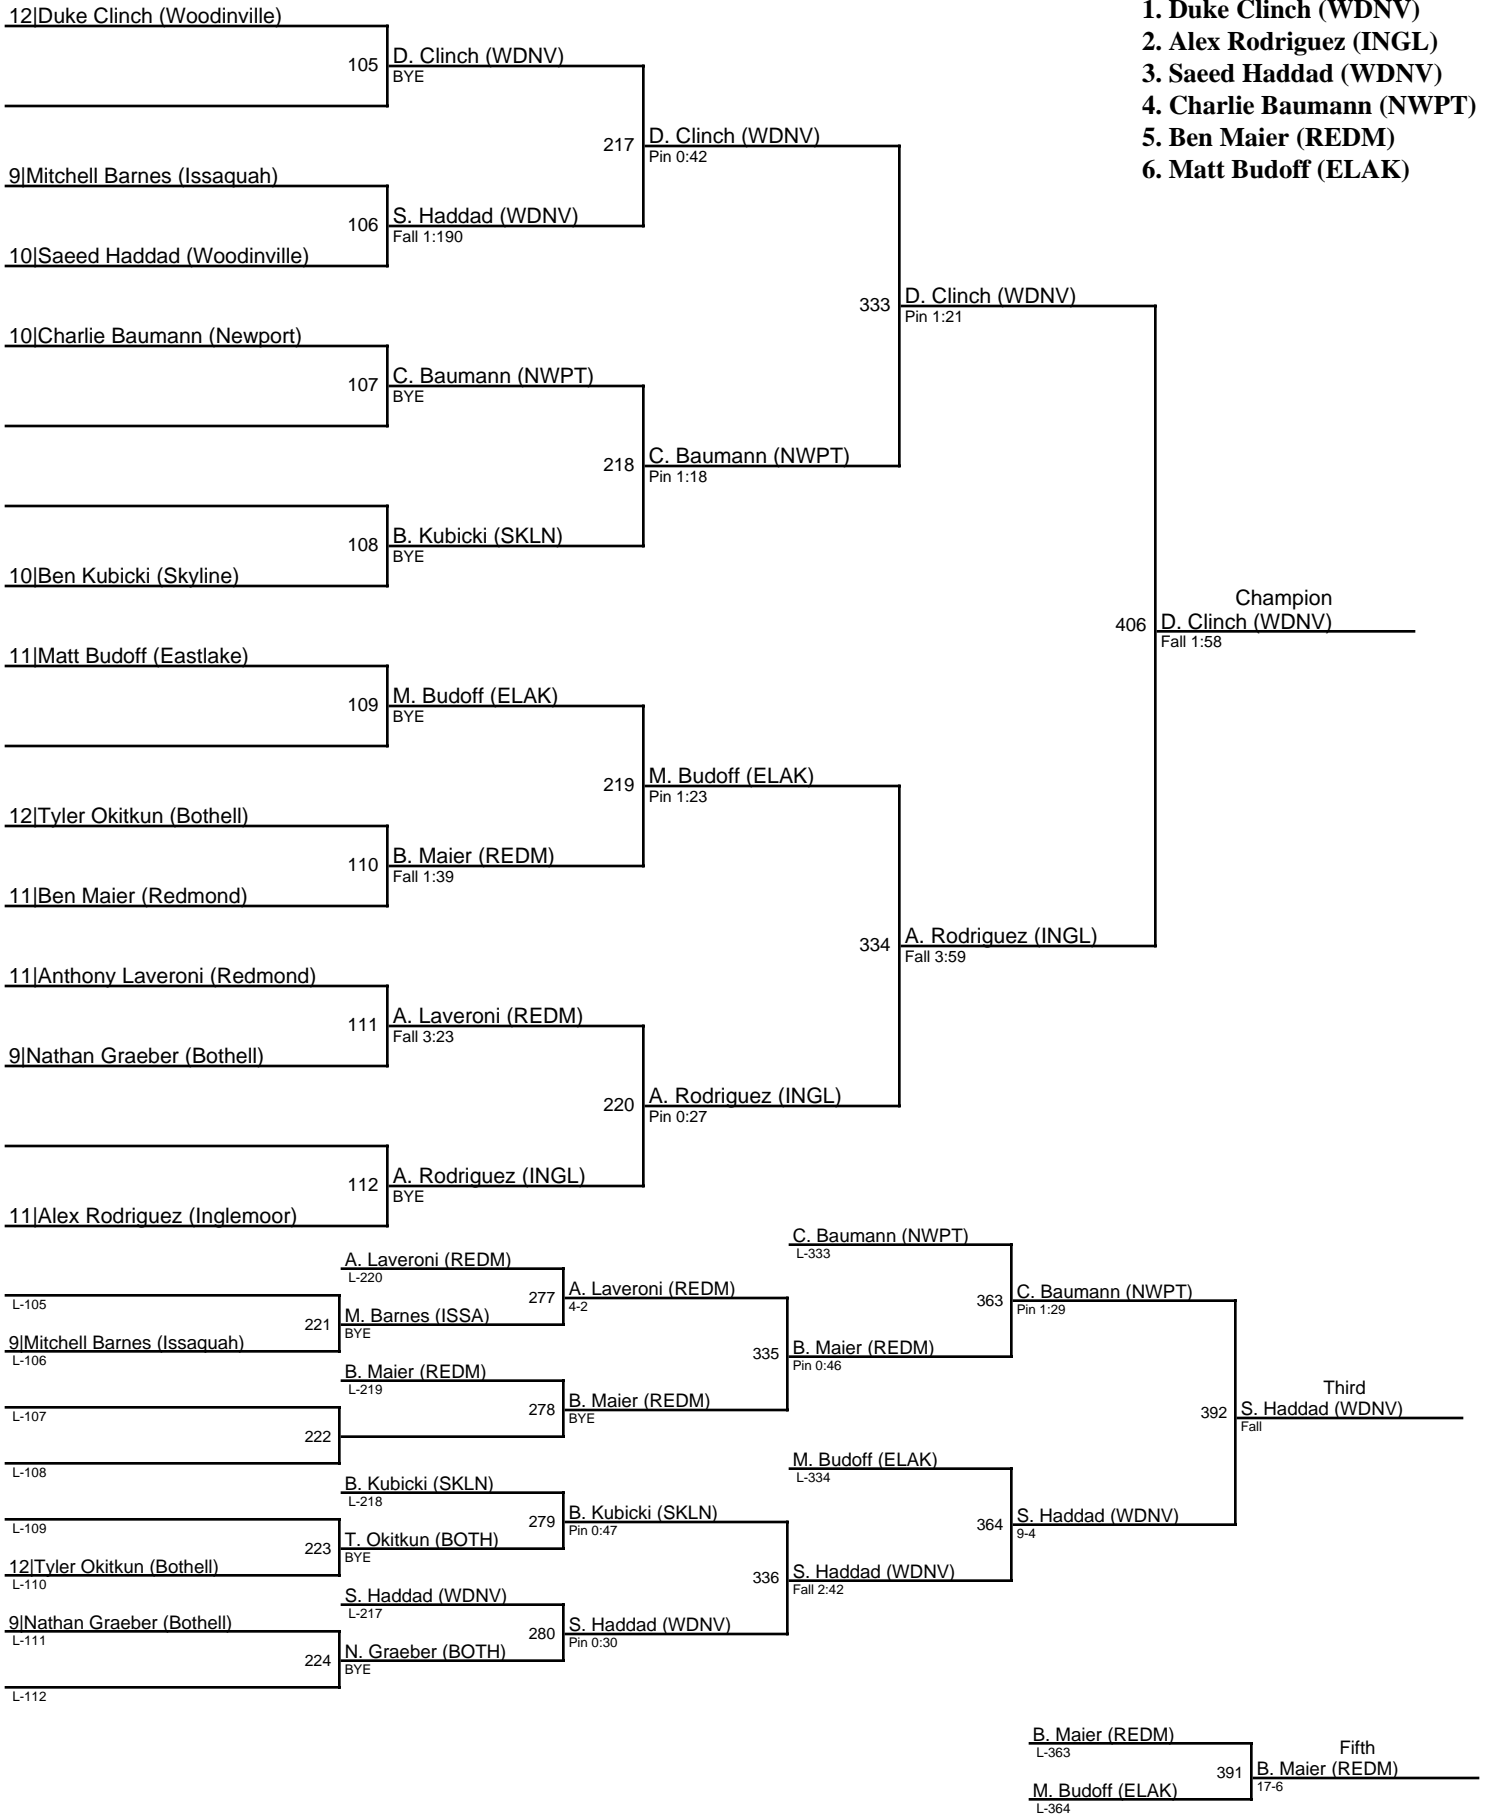 12|Duke Clinch (Woodinville)
105
D. Clinch (WDNV)
BYE
217
D. Clinch (WDNV)
Pin 0:42
9|Mitchell Barnes (Issaquah)
106
S. Haddad (WDNV)
Fall 1:190
10|Saeed Haddad (Woodinville)
333
D. Clinch (WDNV)
Pin 1:21
10|Charlie Baumann (Newport)
107
C. Baumann (NWPT)
BYE
218
C. Baumann (NWPT)
Pin 1:18
108
B. Kubicki (SKLN)
BYE
10|Ben Kubicki (Skyline)
1. Duke Clinch (WDNV)
2. Alex Rodriguez (INGL)
3. Saeed Haddad (WDNV)
4. Charlie Baumann (NWPT)
5. Ben Maier (REDM)
6. Matt Budoff (ELAK)
Champion
406
D. Clinch (WDNV)
Fall 1:58
11|Matt Budoff (Eastlake)
109
M. Budoff (ELAK)
BYE
219
M. Budoff (ELAK)
Pin 1:23
12|Tyler Okitkun (Bothell)
110
B. Maier (REDM)
Fall 1:39
11|Ben Maier (Redmond)
334
A. Rodriguez (INGL)
Fall 3:59
11|Anthony Laveroni (Redmond)
111
A. Laveroni (REDM)
Fall 3:23
9|Nathan Graeber (Bothell)
220
A. Rodriguez (INGL)
Pin 0:27
112
A. Rodriguez (INGL)
BYE
11|Alex Rodriguez (Inglemoor)
C. Baumann (NWPT)
L-333
A. Laveroni (REDM)
L-220
277
A. Laveroni (REDM)
4-2
L-105
221
M. Barnes (ISSA)
BYE
9|Mitchell Barnes (Issaquah)
L-106
363
C. Baumann (NWPT)
Pin 1:29
335
B. Maier (REDM)
Pin 0:46
B. Maier (REDM)
L-219
278
B. Maier (REDM)
BYE
L-107
222
L-108
Third
392
S. Haddad (WDNV)
Fall
M. Budoff (ELAK)
L-334
B. Kubicki (SKLN)
L-218
279
B. Kubicki (SKLN)
Pin 0:47
L-109
223
T. Okitkun (BOTH)
BYE
12|Tyler Okitkun (Bothell)
L-110
364
S. Haddad (WDNV)
9-4
336
S. Haddad (WDNV)
Fall 2:42
S. Haddad (WDNV)
L-217
280
S. Haddad (WDNV)
Pin 0:30
9|Nathan Graeber (Bothell)
L-111
224
N. Graeber (BOTH)
BYE
L-112
B. Maier (REDM)
L-363
Fifth
391
B. Maier (REDM)
17-6
M. Budoff (ELAK)
L-364